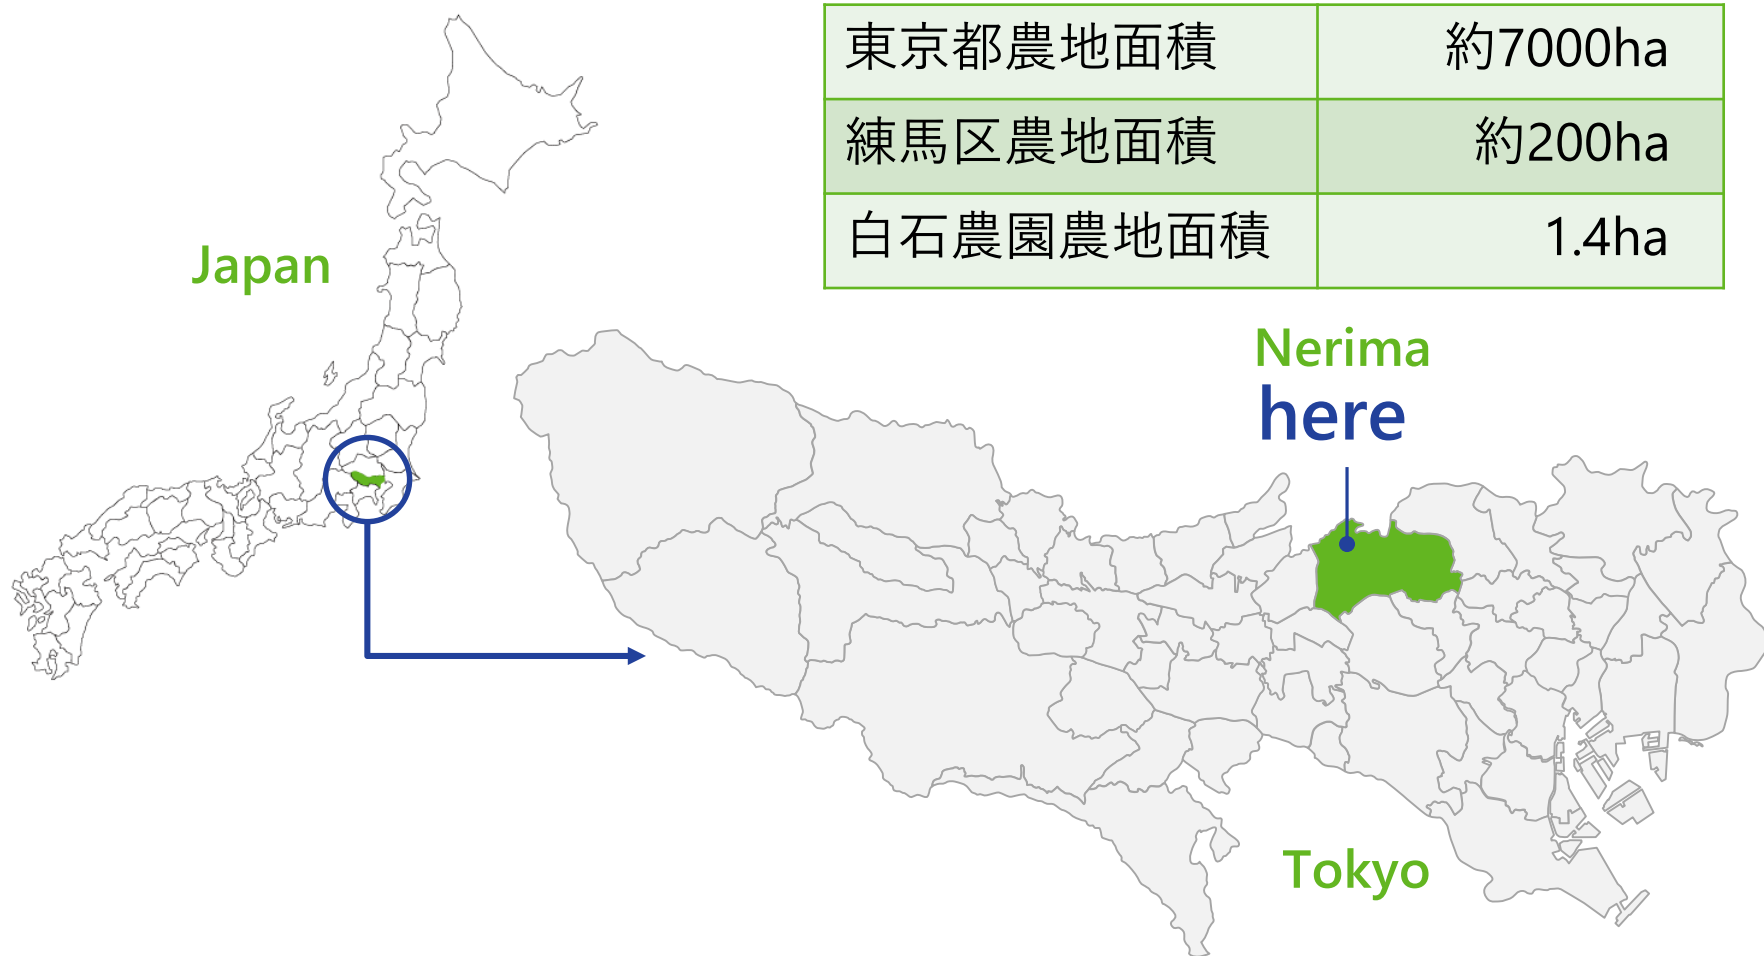 東京都農地面積 約7000ha
練馬区農地面積 約200ha
白石農園農地面積 1.4ha
Japan
Nerima
here
Tokyo